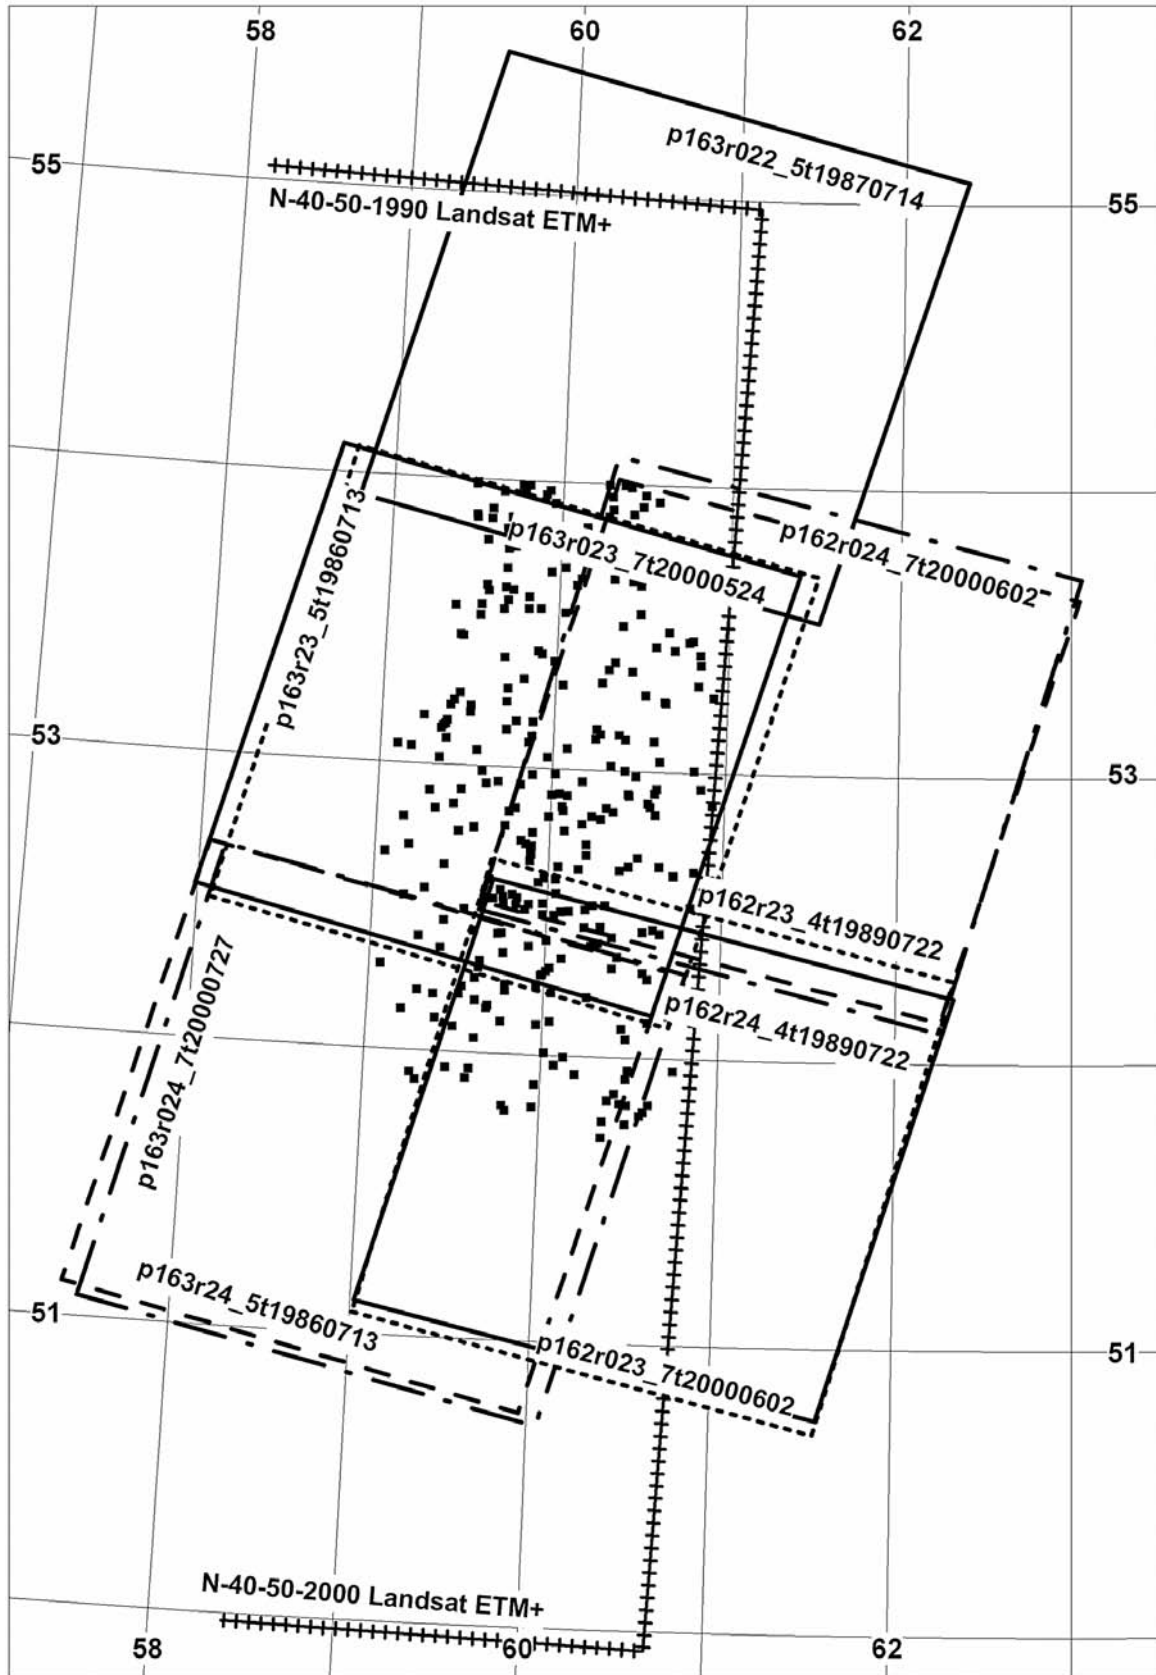 58 60 62
p163r022_5t19870714
55
55
N-40-50-1990 Landsat ETM+
p163r23_5t19860713
p163r023_7t20000524
p162r024_7t20000602
53
53
p162r23_4t19890722
p162r24_4t19890722
p163r024_7t20000727
p163r24_5t19860713
51
51
p162r023_7t20000602
N-40-50-2000 Landsat ETM+
58 60 62